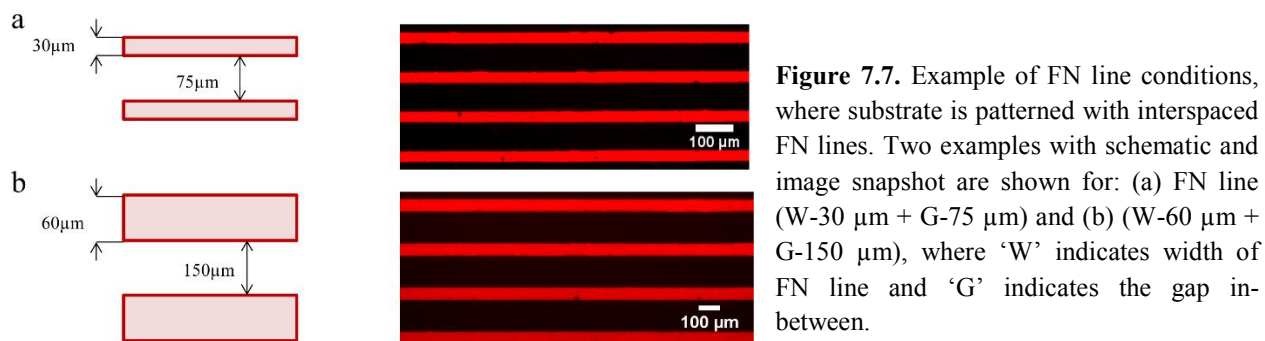 a
30µm
75µm
100 µm
b
60µm
150µm
100 µm
Figure 7.7. Example of FN line conditions,
where substrate is patterned with interspaced
FN lines. Two examples with schematic and
image snapshot are shown for: (a) FN line
(W-30 µm + G-75 µm) and (b) (W-60 µm +
G-150 µm), where ‘W’ indicates width of
FN line and ‘G’ indicates the gap in-
between.